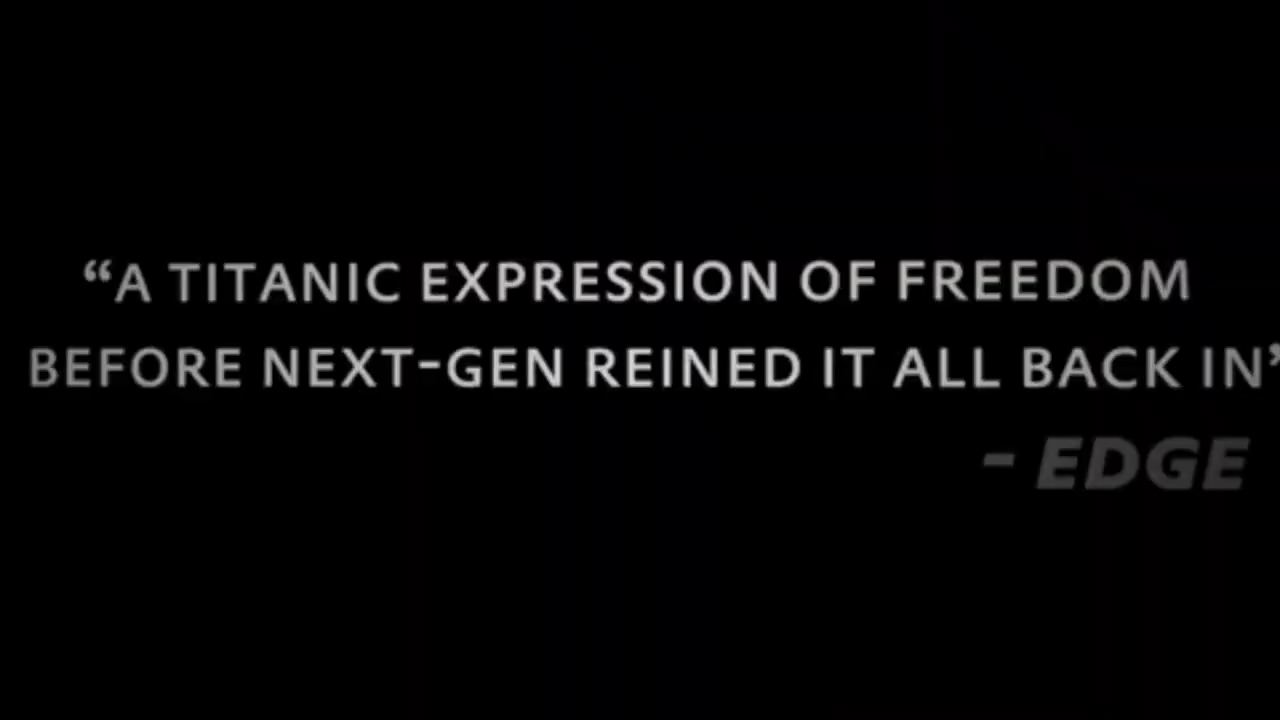 “A TITANIC EXPRESSION OF FREEDOM
BEFORE NEXT-GEN REINED IT ALL BACK IN”
- EDGE